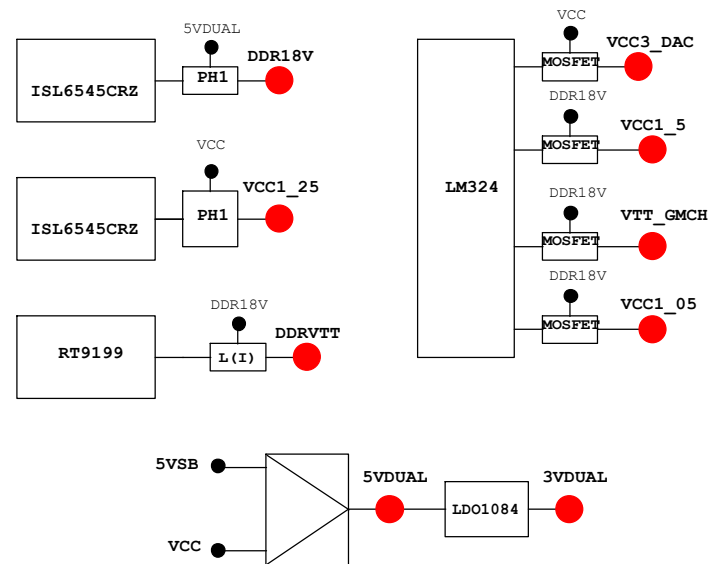 5VDUAL
DDR18V
ISL6545CRZ
PH1
VCC
VCC1_25
ISL6545CRZ
PH1
DDR18V
DDRVTT
RT9199
L(I)
VCC
VCC3_DAC
MOSFET
DDR18V
VCC1_5
MOSFET
LM324
DDR18V
VTT_GMCH
MOSFET
DDR18V
VCC1_05
MOSFET
5VSB
VCC
5VDUAL
LDO1084
3VDUAL